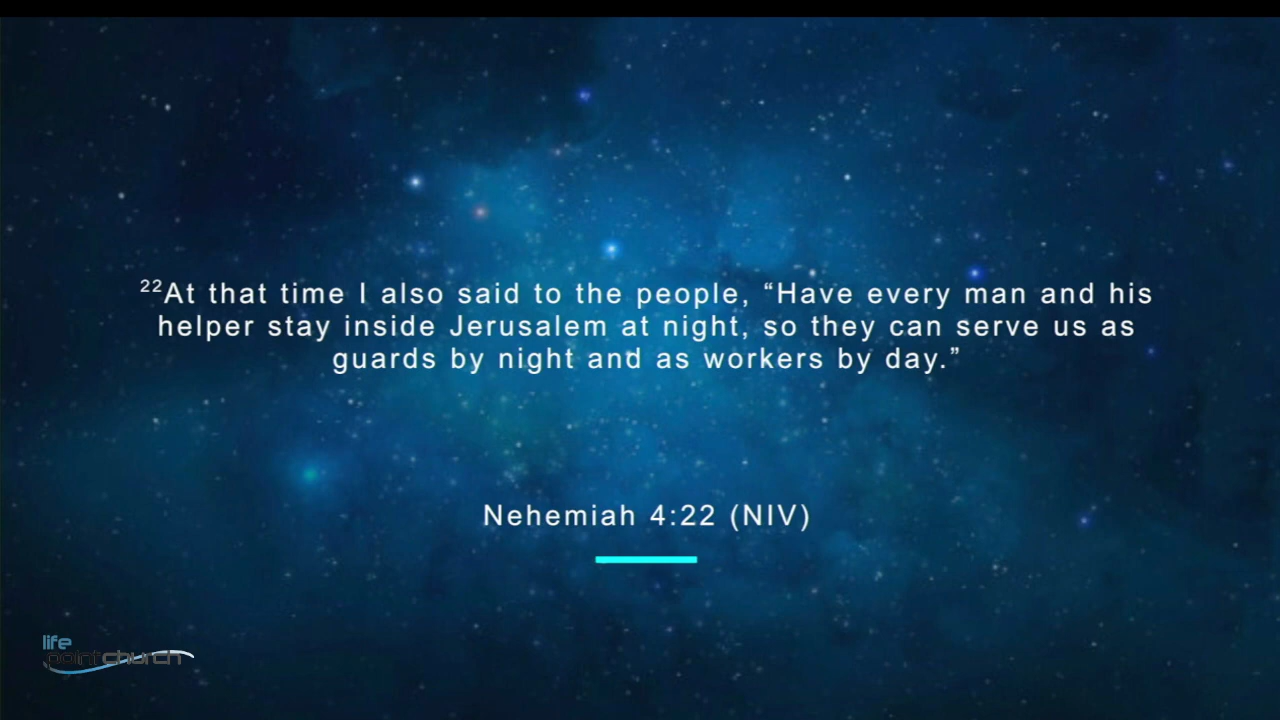 ²²At that time I also said to the people, “Have every man and his
helper stay inside Jerusalem at night, so they can serve us as
guards by night and as workers by day.”
Nehemiah 4:22 (NIV)
life
pointchurch